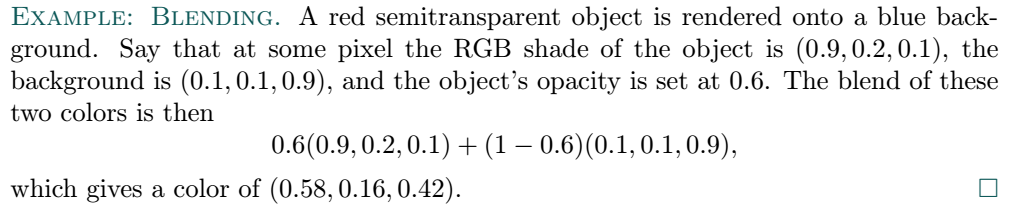 EXAMPLE: BLENDING. A red semitransparent object is rendered onto a blue back-
ground. Say that at some pixel the RGB shade of the object is (0.9, 0.2, 0.1), the
background is (0.1, 0.1, 0.9), and the object's opacity is set at 0.6. The blend of these
two colors is then
0.6(0.9, 0.2, 0.1) + (1 − 0.6)(0.1, 0.1, 0.9),
which gives a color of (0.58, 0.16, 0.42). □